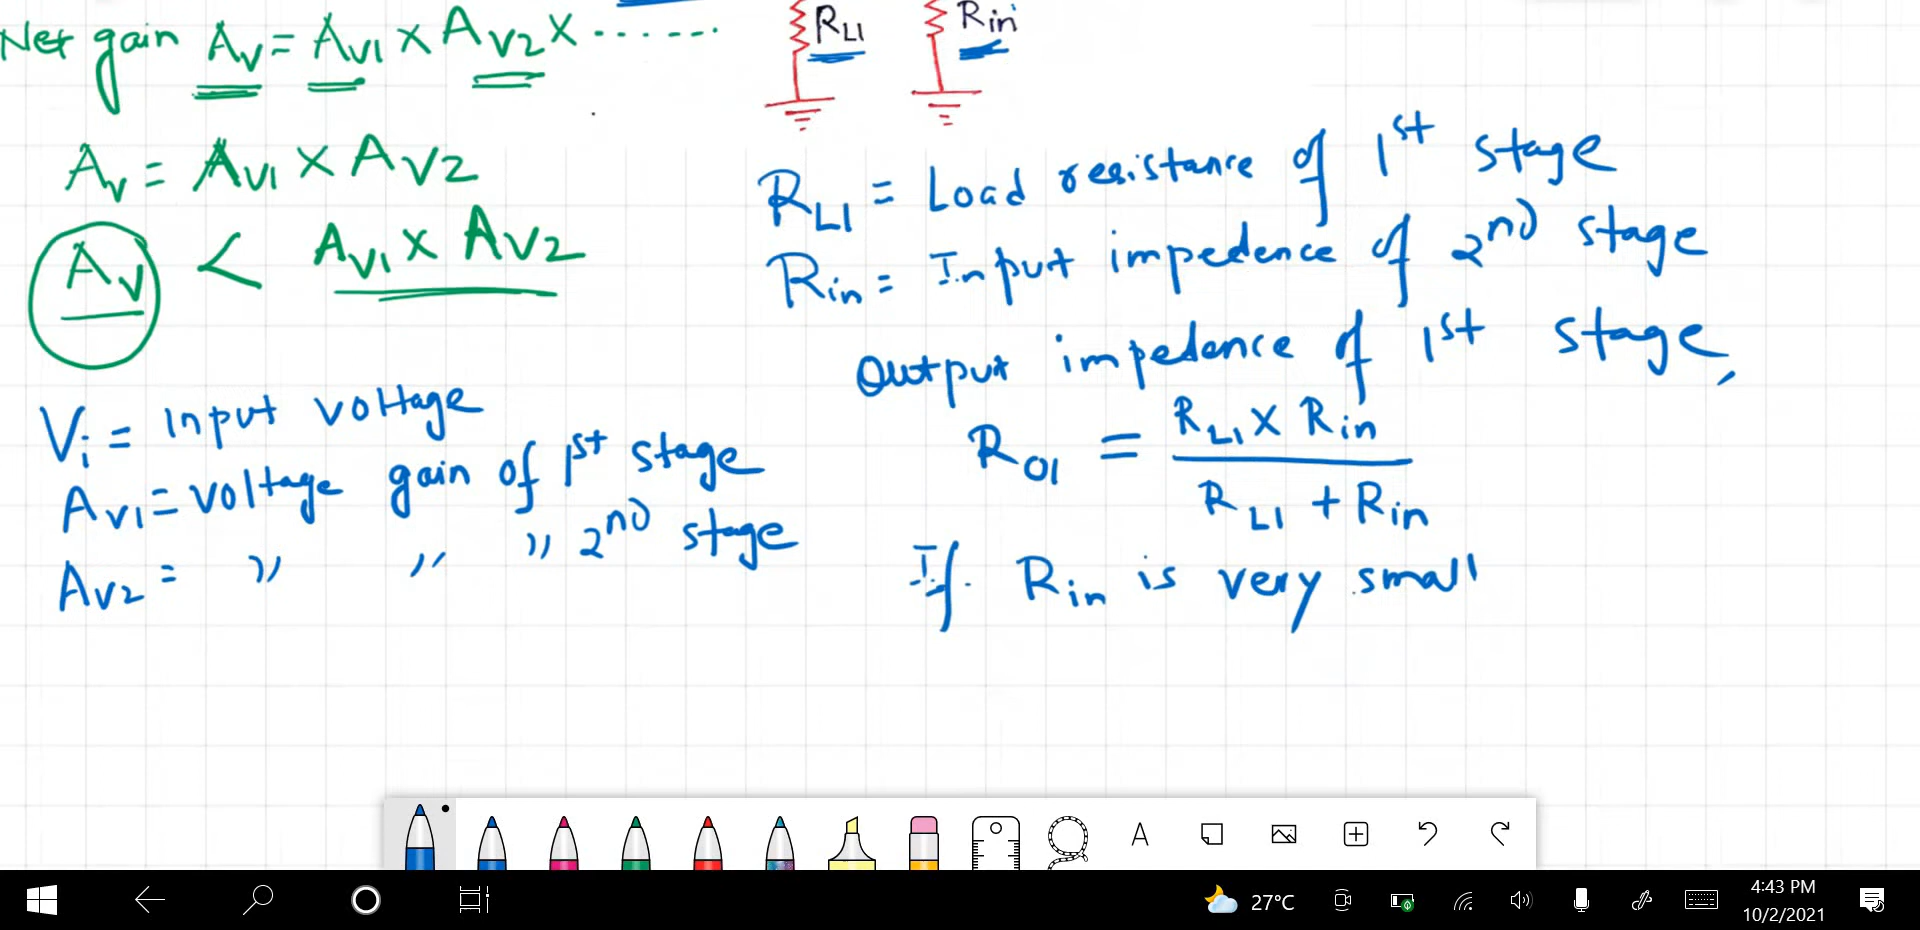 Net gain Av = Av1 x Av2 x .......
RL1
Rin
Av = Av1 x Av2
Av < Av1 x Av2
Vi = Input voltage
Av1 = voltage gain of 1st stage
Av2 = " " " 2nd stage
RL1 = Load resistance of 1st stage
Rin = Input impedence of 2nd stage
Output impedence of 1st stage,
RO1 = RL1 x Rin
RL1 + Rin
If Rin is very small
A
27°C
4:43 PM
10/2/2021